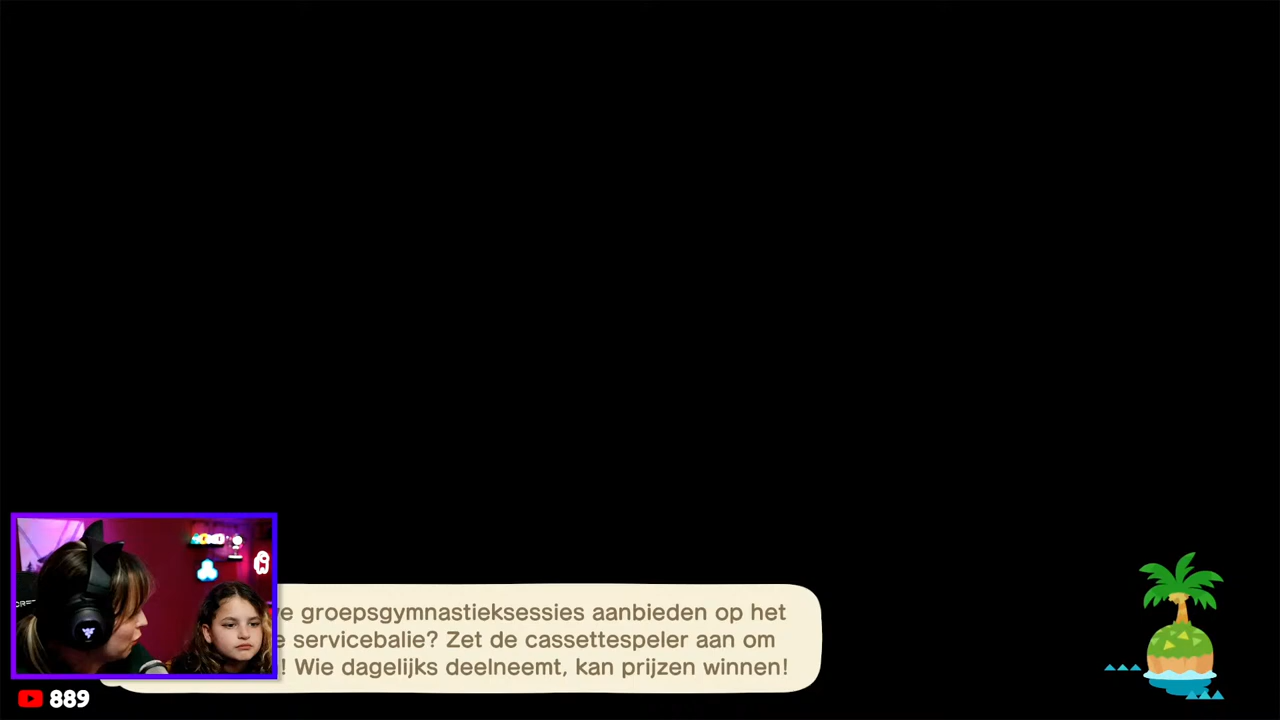 groepsgymnastieksessies aanbieden op het
servicebalie? Zet de cassettespeler aan om
! Wie dagelijks deelneemt, kan prijzen winnen!
889